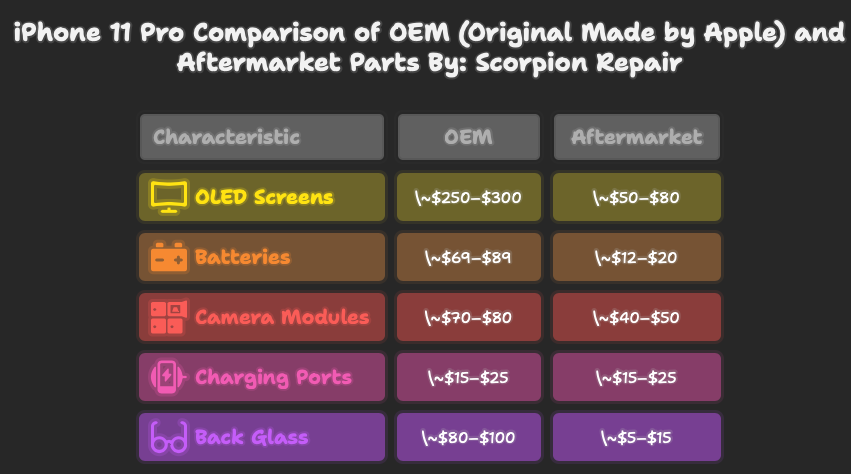 iPhone 11 Pro Comparison of OEM (Original Made by Apple) and
Aftermarket Parts By: Scorpion Repair
Characteristic OEM Aftermarket
OLED Screens \~$250–$300 \~$50–$80
Batteries \~$69–$89 \~$12–$20
Camera Modules \~$70–$80 \~$40–$50
Charging Ports \~$15–$25 \~$15–$25
Back Glass \~$80–$100 \~$5–$15